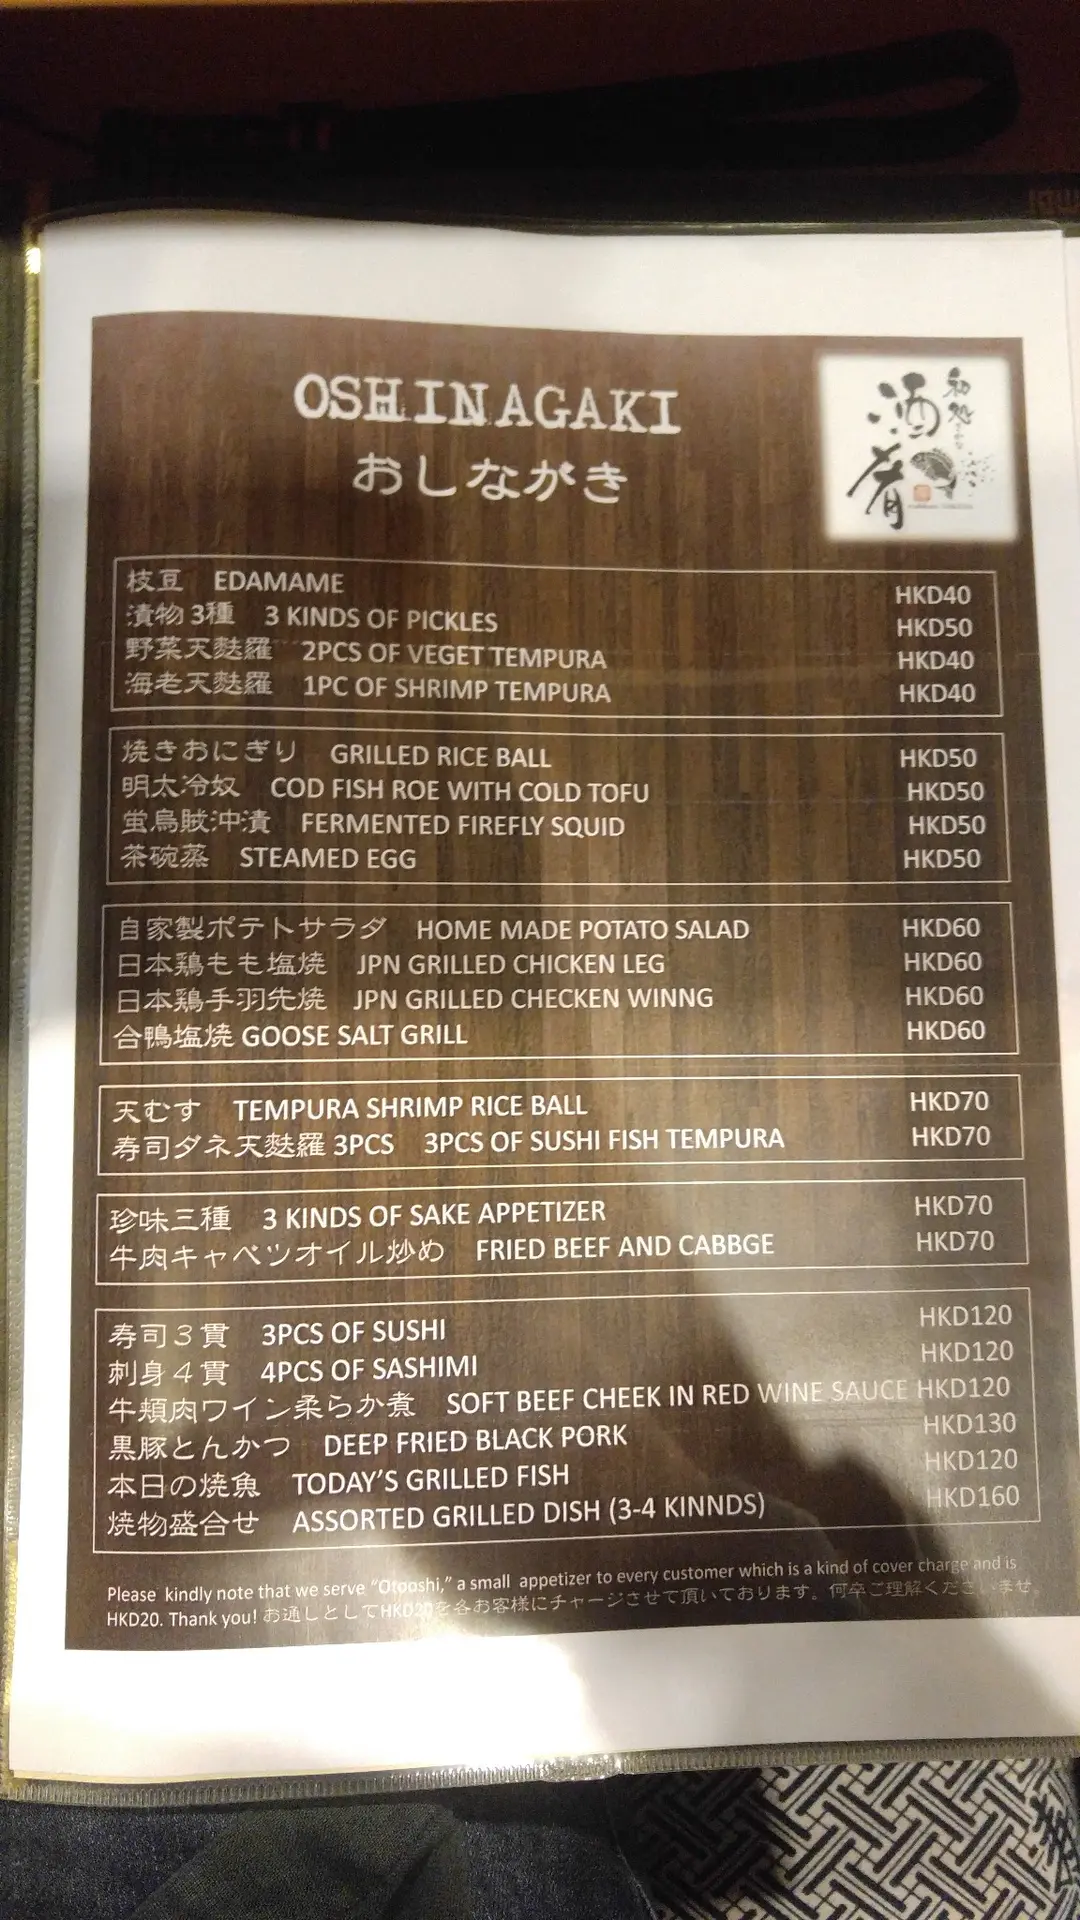 OSHINAGAKI
おしながき
酒肴
枝豆 EDAMAME HKD40
漬物3種 3 KINDS OF PICKLES HKD50
野菜天麩羅 2PCS OF VEGET TEMPURA HKD40
海老天麩羅 1PC OF SHRIMP TEMPURA HKD40
焼きおにぎり GRILLED RICE BALL HKD50
明太冷奴 COD FISH ROE WITH COLD TOFU HKD50
蛍烏賊沖漬 FERMENTED FIREFLY SQUID HKD50
茶碗蒸 STEAMED EGG HKD50
自家製ポテトサラダ HOME MADE POTATO SALAD HKD60
日本鶏もも塩焼 JPN GRILLED CHICKEN LEG HKD60
日本鶏手羽先焼 JPN GRILLED CHECKEN WINNG HKD60
合鴨塩焼 GOOSE SALT GRILL HKD60
天むす TEMPURA SHRIMP RICE BALL HKD70
寿司ダネ天麩羅3PCS 3PCS OF SUSHI FISH TEMPURA HKD70
珍味三種 3 KINDS OF SAKE APPETIZER HKD70
牛肉キャベツオイル炒め FRIED BEEF AND CABBGE HKD70
寿司３貫 3PCS OF SUSHI HKD120
刺身４貫 4PCS OF SASHIMI HKD120
牛頬肉ワイン柔らか煮 SOFT BEEF CHEEK IN RED WINE SAUCE HKD120
黒豚とんかつ DEEP FRIED BLACK PORK HKD130
本日の焼魚 TODAY'S GRILLED FISH HKD120
焼物盛合せ ASSORTED GRILLED DISH (3-4 KINNDS) HKD160
Please kindly note that we serve "Otooshi," a small appetizer to every customer which is a kind of cover charge and is
HKD20. Thank you! お通しとしてHKD20を各お客様にチャージさせて頂いております。何卒ご理解くださいませ